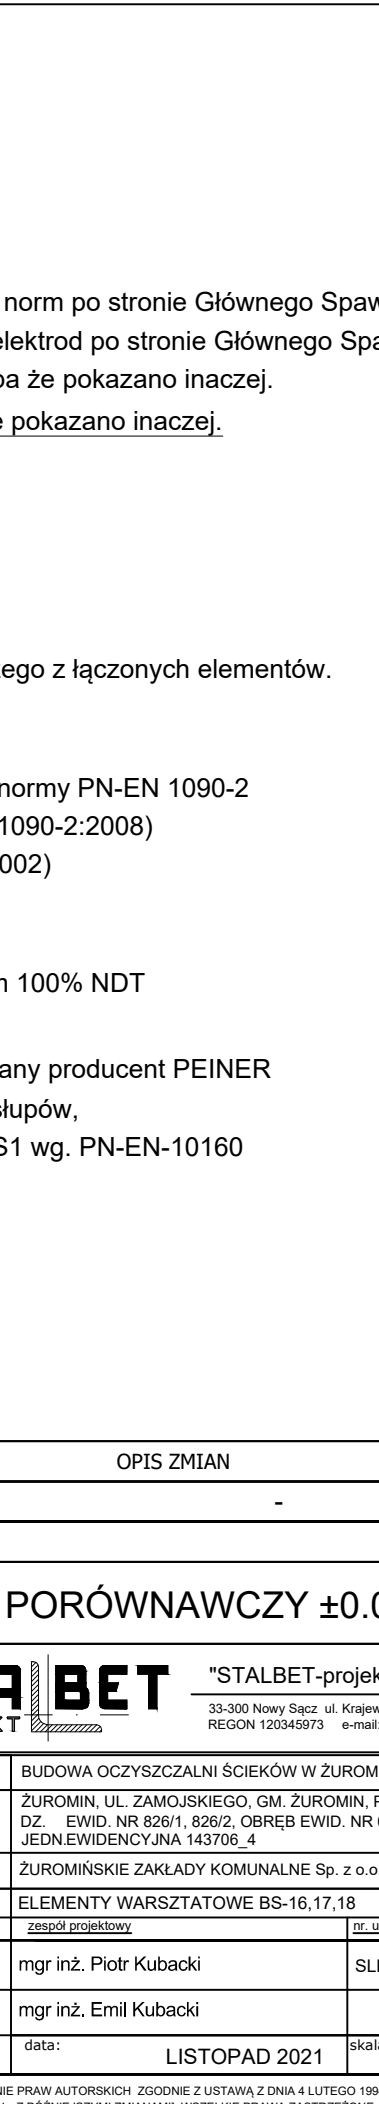 norm po stronie Głównego Spaw
elektrod po stronie Głównego Spa
ba że pokazano inaczej.
e pokazano inaczej.
zego z łączonych elementów.
normy PN-EN 1090-2
1090-2:2008)
002)
100% NDT
any producent PEINER
słupów,
S1 wg. PN-EN-10160
OPIS ZMIAN
-
PORÓWNAWCZY ±0.0
ALBET "STALBET-projek
KT 33-300 Nowy Sącz ul. Krajew
REGON 120345973 e-mail:
BUDOWA OCZYSZCZALNI ŚCIEKÓW W ŻUROM
ŻUROMIN, UL. ZAMOJSKIEGO, GM. ŻUROMIN, P
DZ. EWID. NR 826/1, 826/2, OBRĘB EWID. NR
JEDN.EWIDENCYJNA 143706_4
ŻUROMIŃSKIE ZAKŁADY KOMUNALNE Sp. z o.o
ELEMENTY WARSZTATOWE BS-16,17,18
zespół projektowy nr. u
mgr inż. Piotr Kubacki SL
mgr inż. Emil Kubacki
data: LISTOPAD 2021 skal
NIE PRAW AUTORSKICH ZGODNIE Z USTAWĄ Z DNIA 4 LUTEGO 199